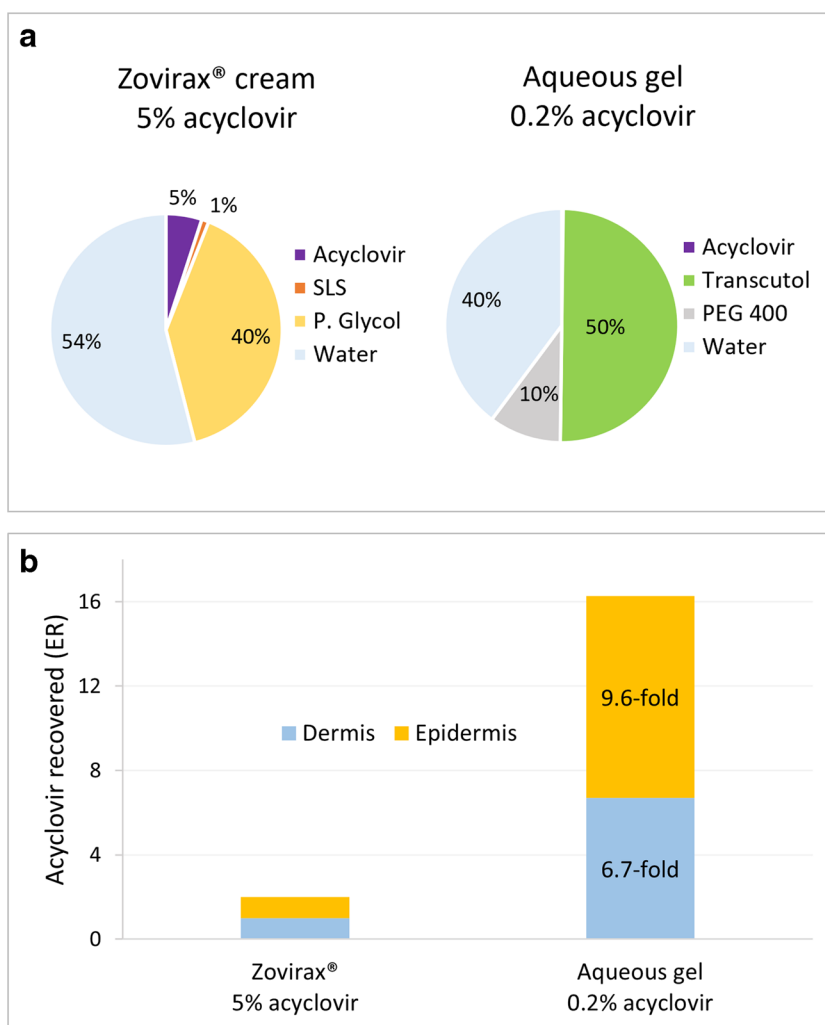 a
Zovirax® cream
5% acyclovir
5%
1%
40%
54%
Acyclovir
SLS
P. Glycol
Water
Aqueous gel
0.2% acyclovir
40%
50%
10%
Acyclovir
Transcutol
PEG 400
Water
b
Acyclovir recovered (ER)
16
12
8
4
0
Dermis
Epidermis
9.6-fold
6.7-fold
Zovirax®
5% acyclovir
Aqueous gel
0.2% acyclovir